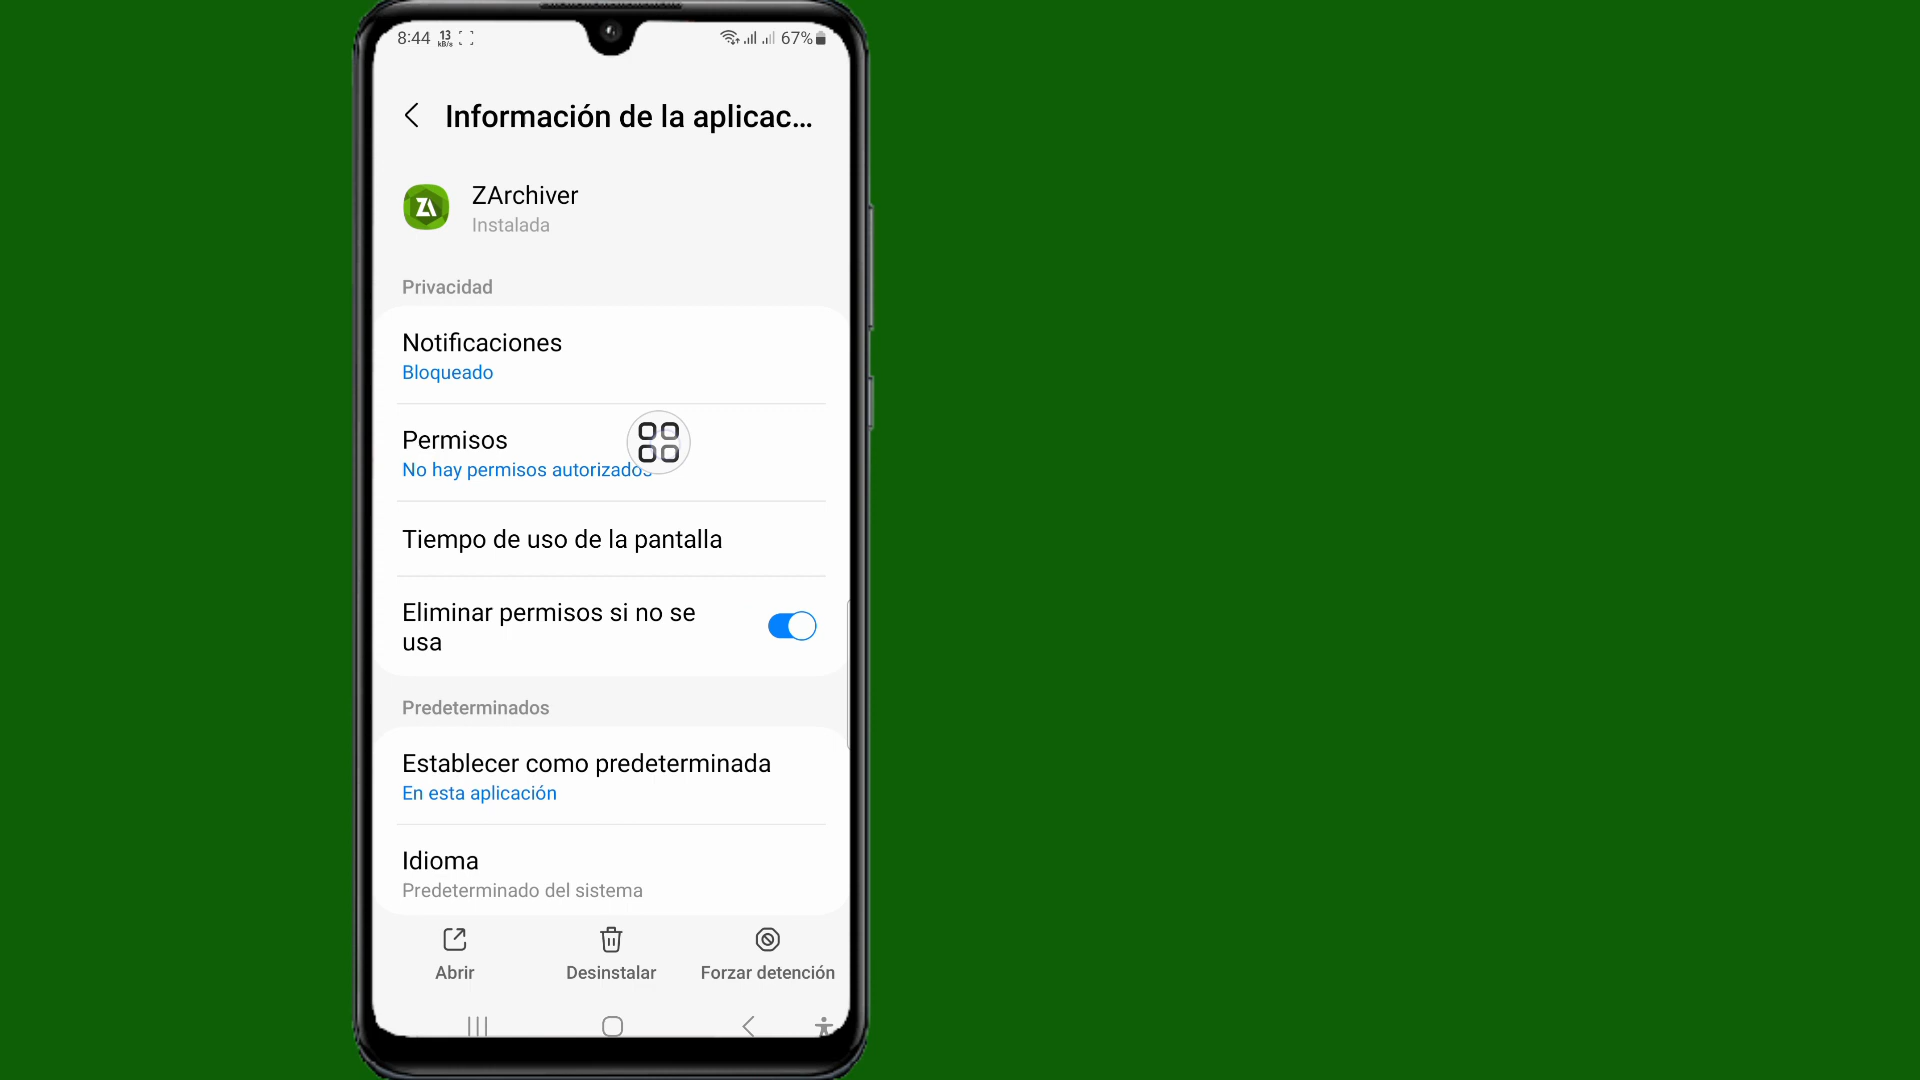 8:44 13 kB/s 67%
Información de la aplicac...
ZArchiver
Instalada
Privacidad
Notificaciones
Bloqueado
Permisos
No hay permisos autorizados
Tiempo de uso de la pantalla
Eliminar permisos si no se
usa
Predeterminados
Establecer como predeterminada
En esta aplicación
Idioma
Predeterminado del sistema
Abrir Desinstalar Forzar detención